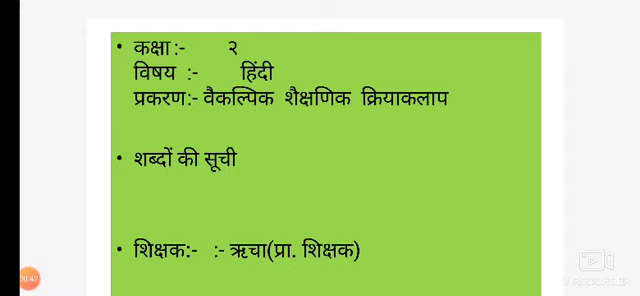 • कक्षा :- २
विषय :- हिंदी
प्रकरण:- वैकल्पिक शैक्षणिक क्रियाकलाप
• शब्दों की सूची
• शिक्षक:- :- ऋचा(प्रा. शिक्षक)